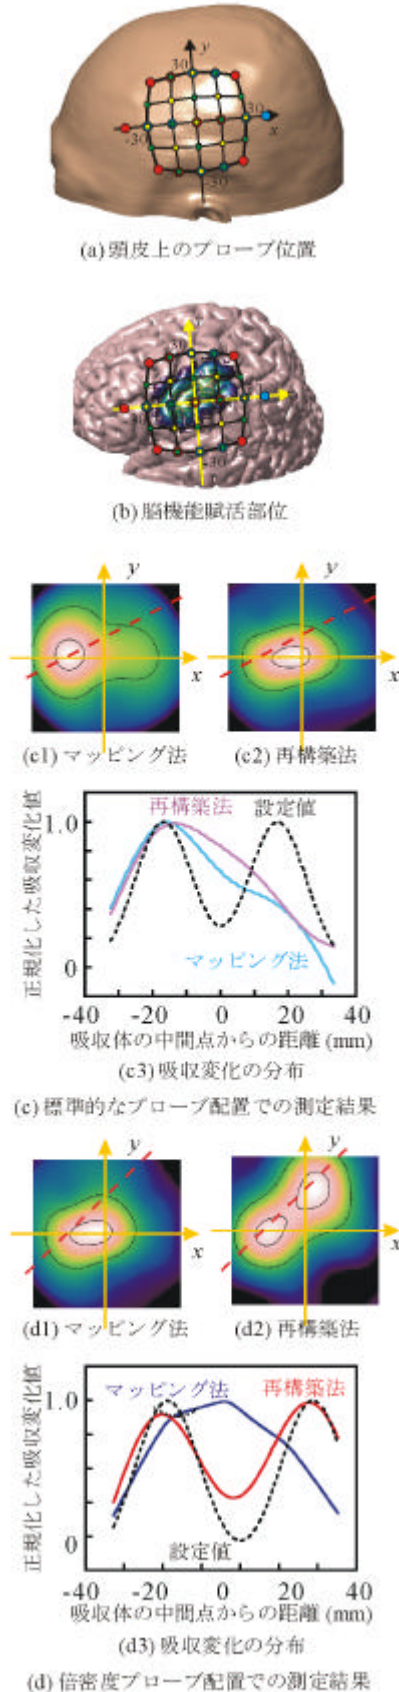 y
30
-30
30
x
-30
(a) 頭皮上のプローブ位置
30
-30
(b) 脳機能賦活部位
y
y
x
x
(c1) マッピング法
(c2) 再構築法
正規化した吸収変化値
再構築法
設定値
1.0
マッピング法
0
-40 -20 0 20 40
吸収体の中間点からの距離 (mm)
(c3) 吸収変化の分布
(c) 標準的なプローブ配置での測定結果
y
y
x
x
(d1) マッピング法
(d2) 再構築法
正規化した吸収変化値
マッピング法
再構築法
1.0
設定値
0
-40 -20 0 20 40
吸収体の中間点からの距離 (mm)
(d3) 吸収変化の分布
(d) 倍密度プローブ配置での測定結果